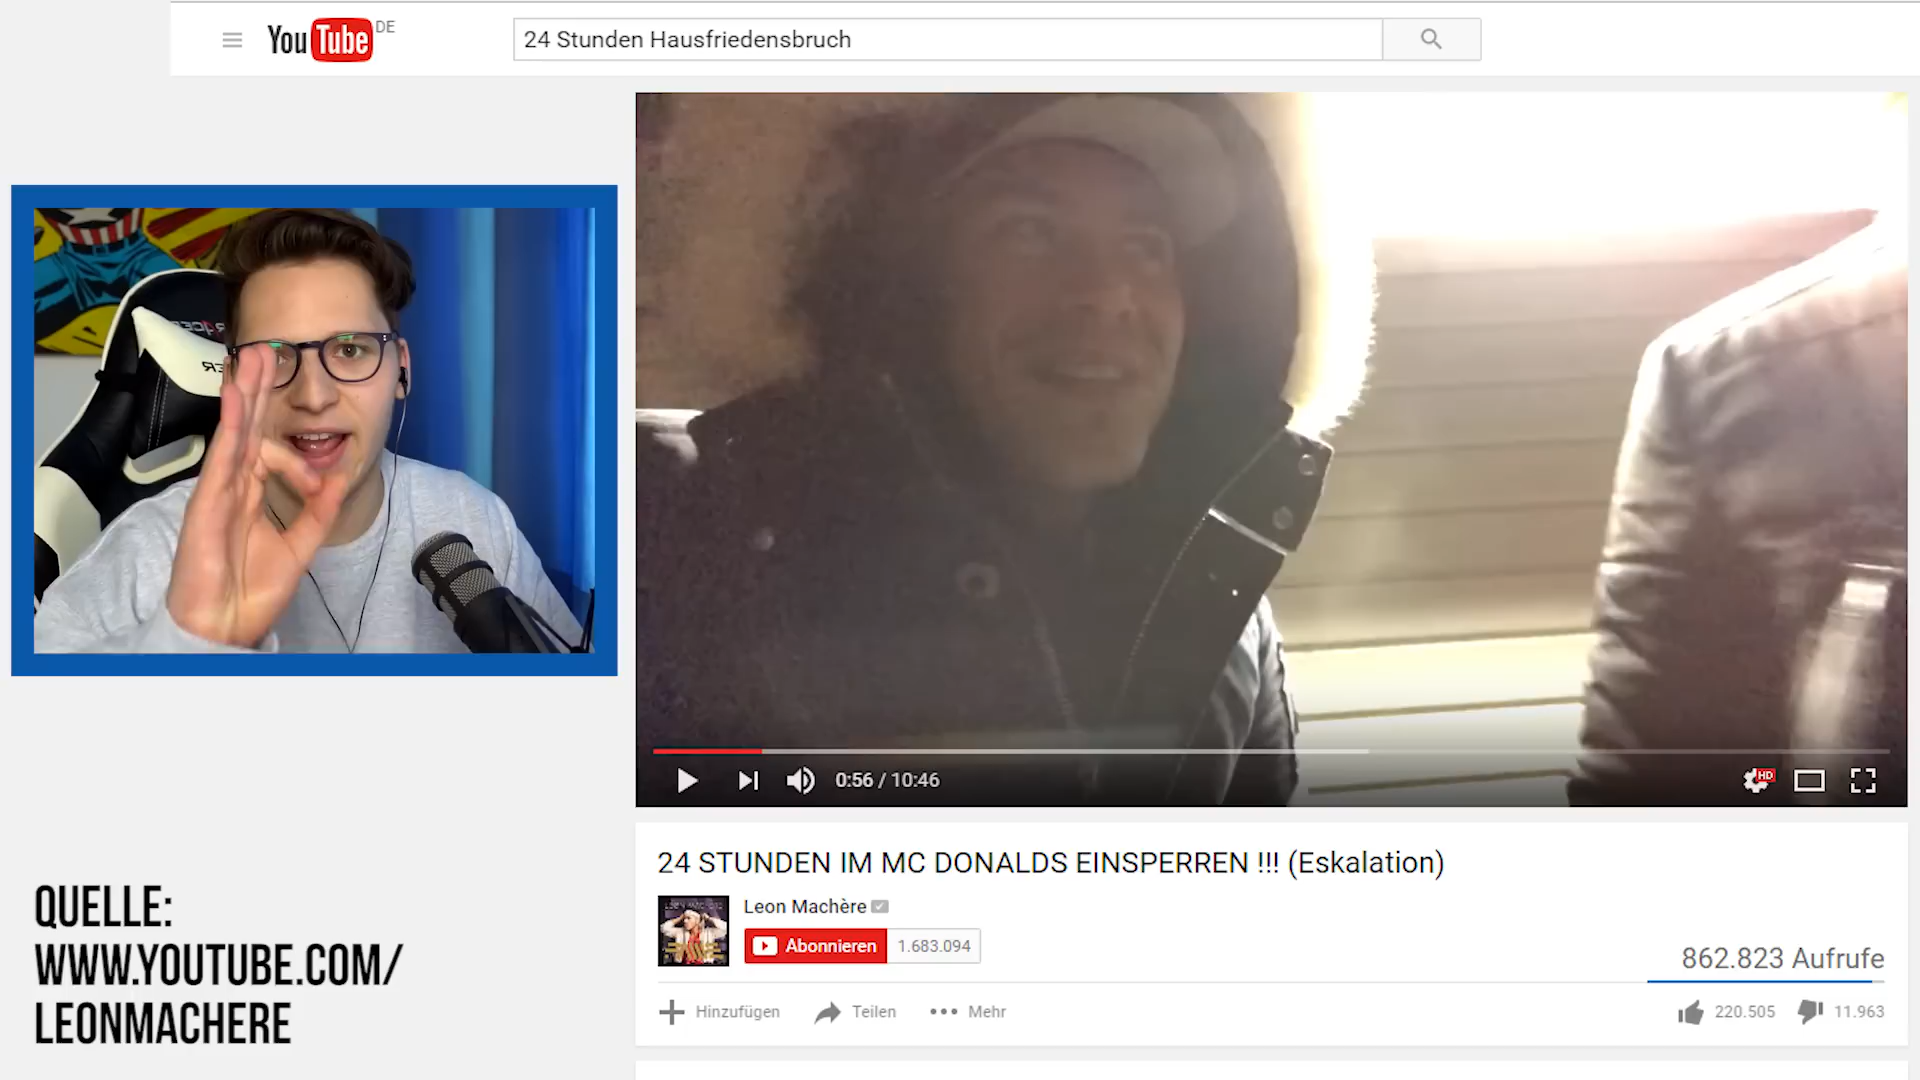 YouTube DE
24 Stunden Hausfriedensbruch
0:56 / 10:46
HD
24 STUNDEN IM MC DONALDS EINSPERREN !!! (Eskalation)
Leon Machère
Abonnieren 1.683.094
862.823 Aufrufe
Hinzufügen Teilen Mehr
220.505 11.963
QUELLE:
WWW.YOUTUBE.COM/
LEONMACHERE